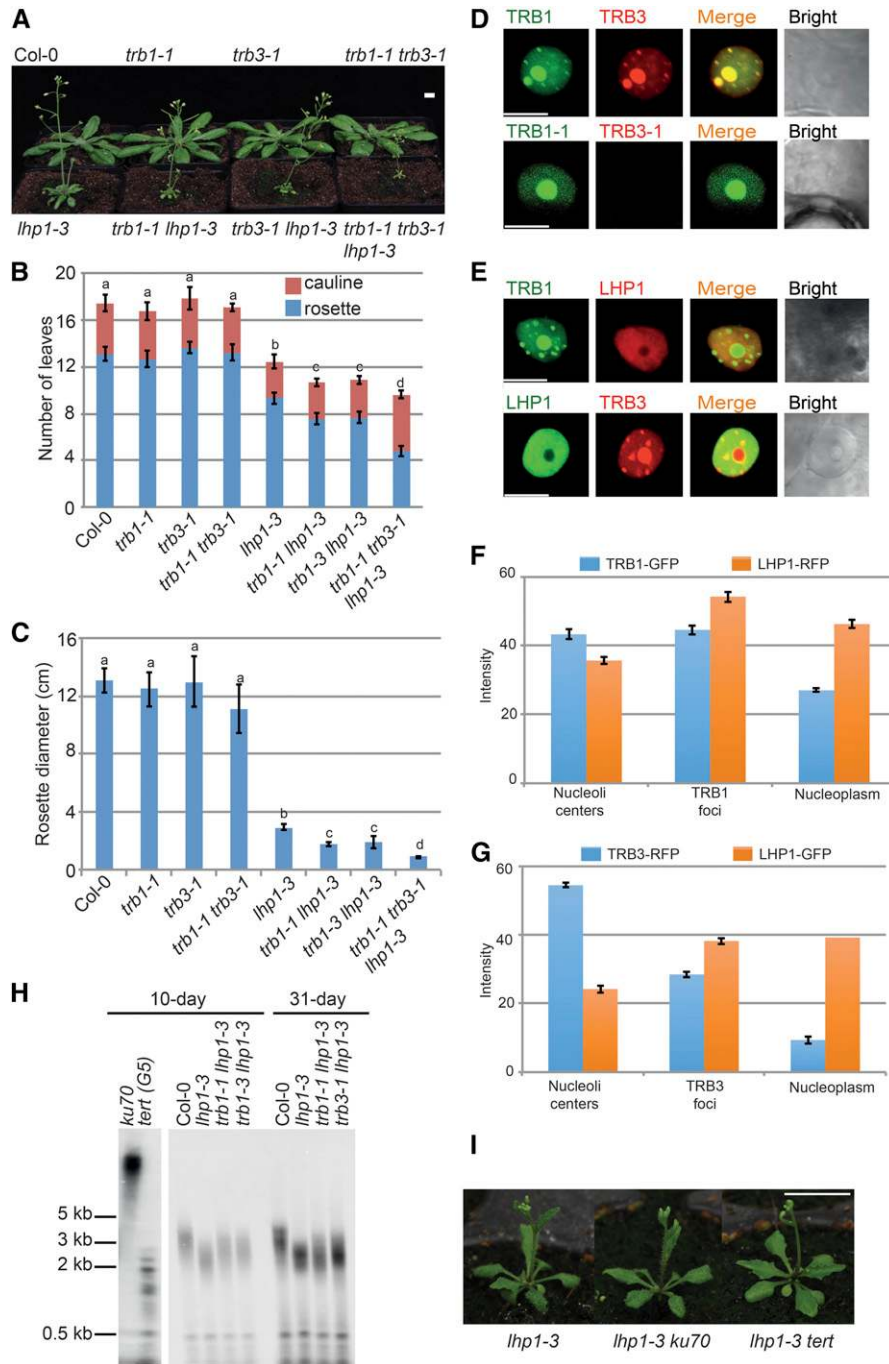 A
Col-0 trb1-1 trb3-1 trb1-1 trb3-1
lhp1-3 trb1-1 lhp1-3 trb3-1 lhp1-3 trb1-1 trb3-1
lhp1-3
B
20
16
12
8
4
0
Number of leaves
cauline
rosette
a a a a b c c d
Col-0
trb1-1
trb3-1
trb1-1 trb3-1
lhp1-3
trb1-1 lhp1-3
trb1-3 lhp1-3
trb1-1 trb3-1
lhp1-3
C
16
12
8
4
0
Rosette diameter (cm)
a a a a b c c d
Col-0
trb1-1
trb3-1
trb1-1 trb3-1
lhp1-3
trb1-1 lhp1-3
trb1-3 lhp1-3
trb1-1 trb3-1
lhp1-3
D
TRB1 TRB3 Merge Bright
TRB1-1 TRB3-1 Merge Bright
E
TRB1 LHP1 Merge Bright
LHP1 TRB3 Merge Bright
F
TRB1-GFP LHP1-RFP
60
40
20
0
Intensity
Nucleoli TRB1 Nucleoplasm
centers foci
G
TRB3-RFP LHP1-GFP
60
40
20
0
Intensity
Nucleoli TRB3 Nucleoplasm
centers foci
H
10-day 31-day
ku70
tert (G5)
Col-0
lhp1-3
trb1-1 lhp1-3
trb1-3 lhp1-3
Col-0
lhp1-3
trb1-1 lhp1-3
trb3-1 lhp1-3
5 kb
3 kb
2 kb
0.5 kb
I
lhp1-3 lhp1-3 ku70 lhp1-3 tert